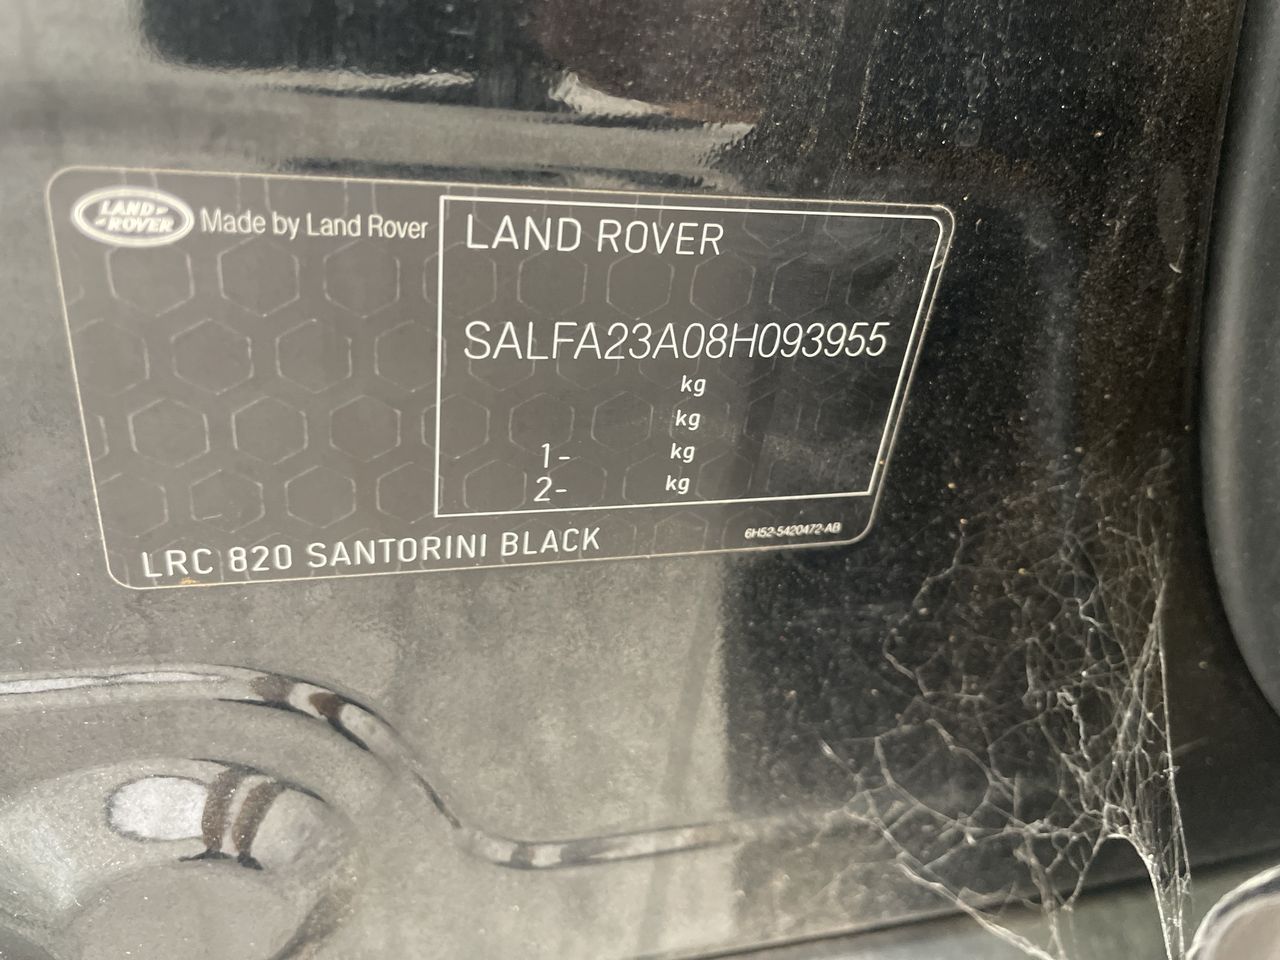 LAND ROVER
Made by Land Rover
LAND ROVER
SALFA23A08H093955
kg
kg
1- kg
2- kg
LRC 820 SANTORINI BLACK
6H52-5420472-AB